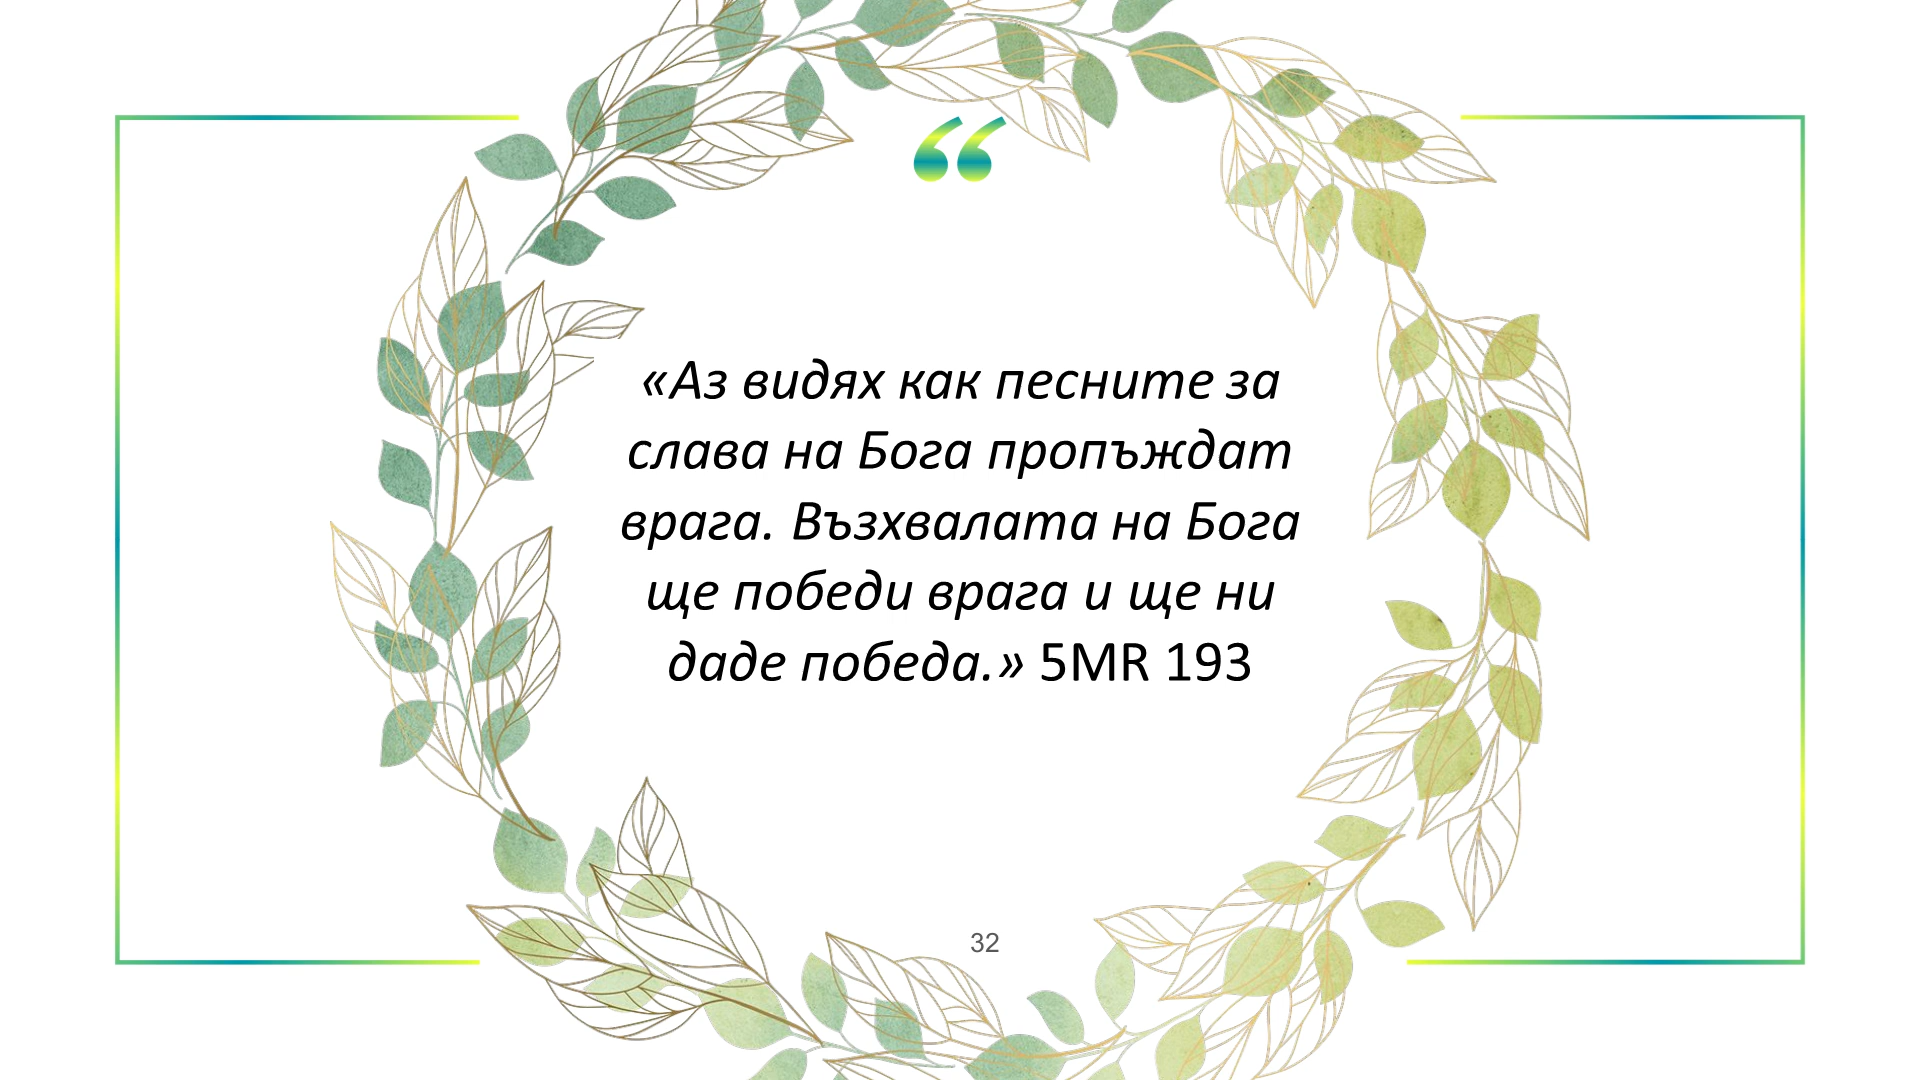 “
«Аз видях как песните за
слава на Бога пропъждат
врага. Възхвалата на Бога
ще победи врага и ще ни
даде победа.» 5MR 193
32